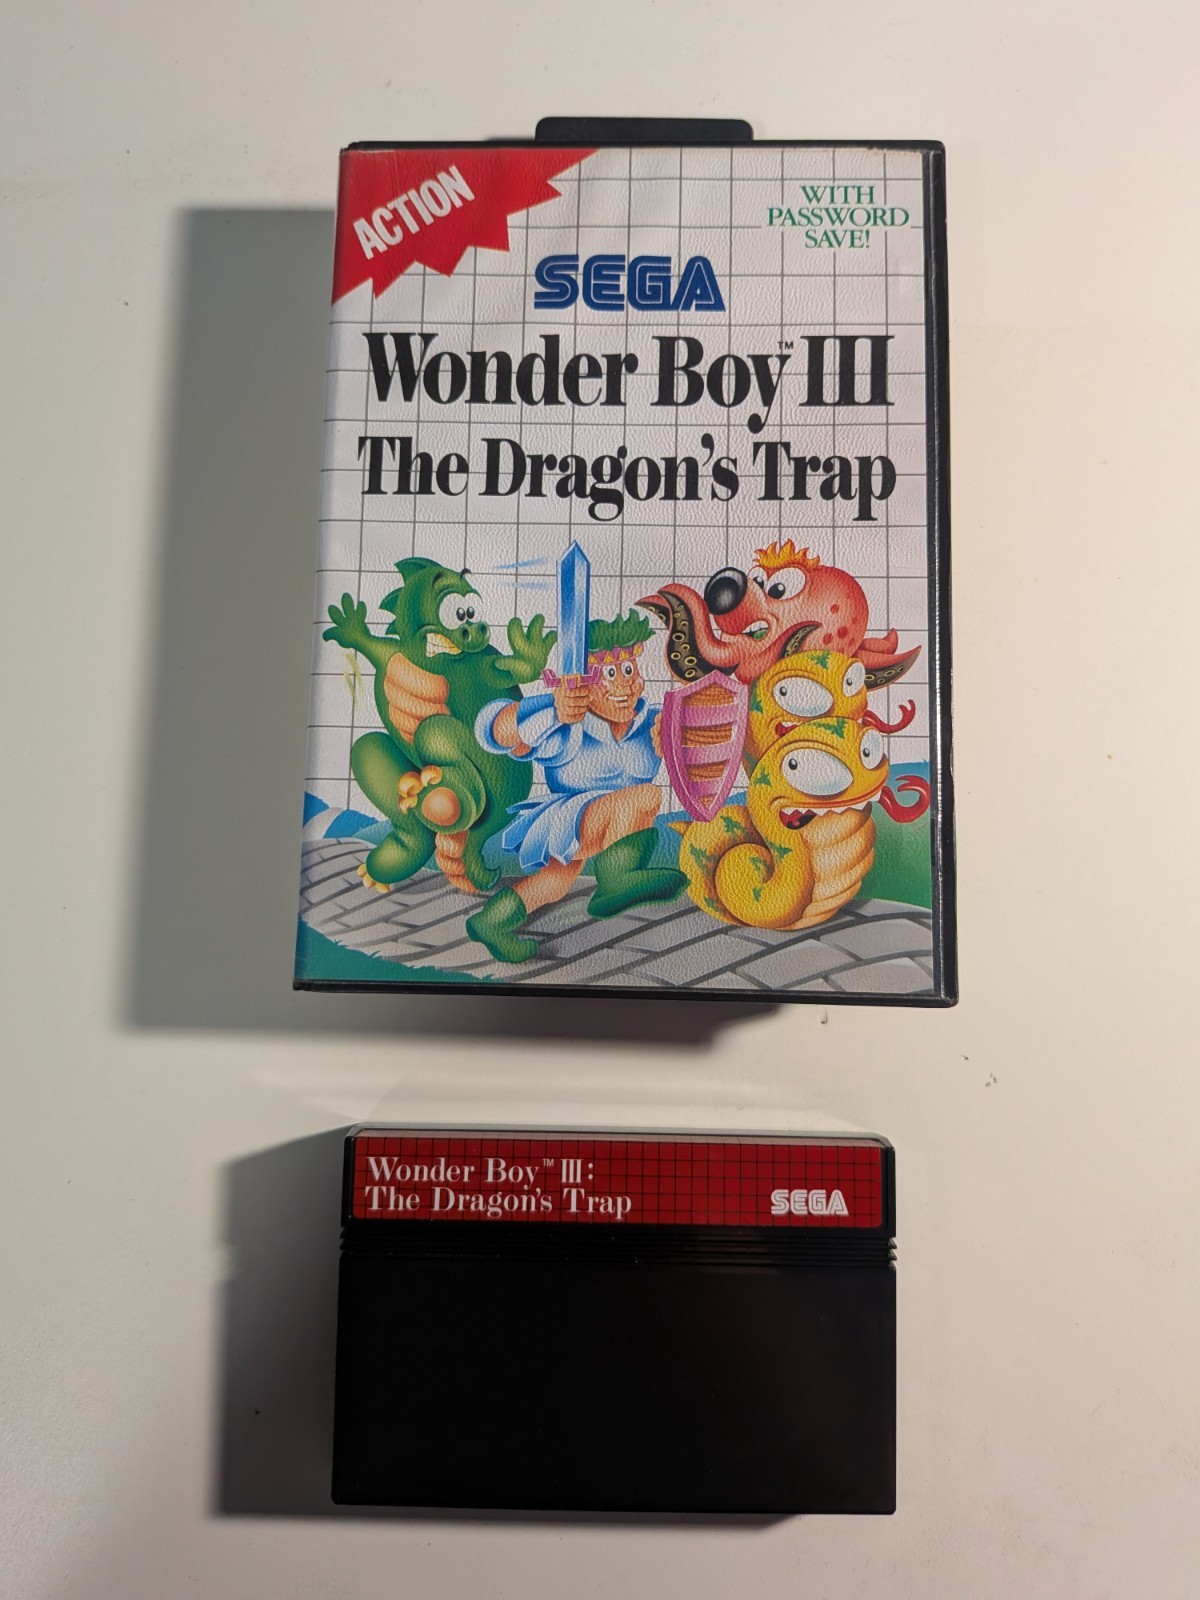 ACTION
WITH
PASSWORD
SAVE!
SEGA
Wonder Boy™ III
The Dragon's Trap
Wonder Boy™ III:
The Dragon's Trap
SEGA